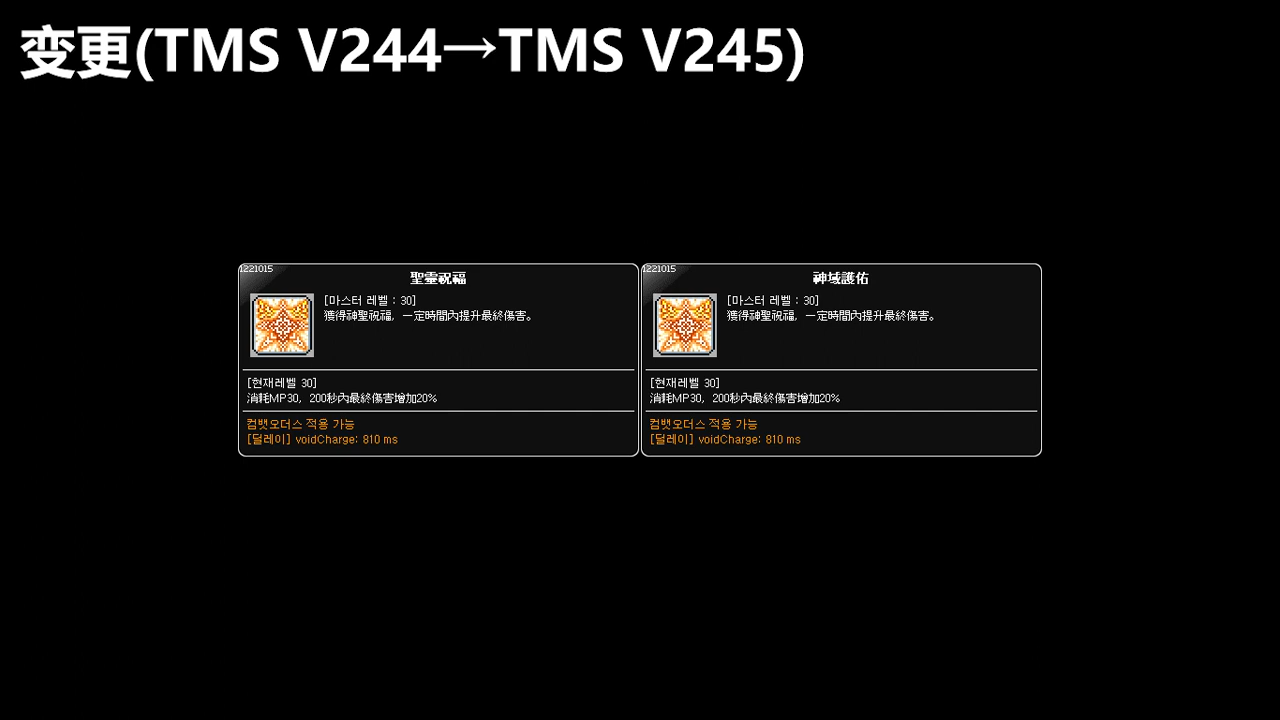 变更(TMS V244→TMS V245)
1221015
聖靈祝福
[마스터 레벨 : 30]
獲得神聖祝福，一定時間內提升最終傷害。
[현재레벨 30]
消耗MP30，200秒內最終傷害增加20%
컴뱃오더스 적용 가능
[딜레이] voidCharge: 810 ms
1221015
神域護佑
[마스터 레벨 : 30]
獲得神聖祝福，一定時間內提升最終傷害。
[현재레벨 30]
消耗MP30，200秒內最終傷害增加20%
컴뱃오더스 적용 가능
[딜레이] voidCharge: 810 ms